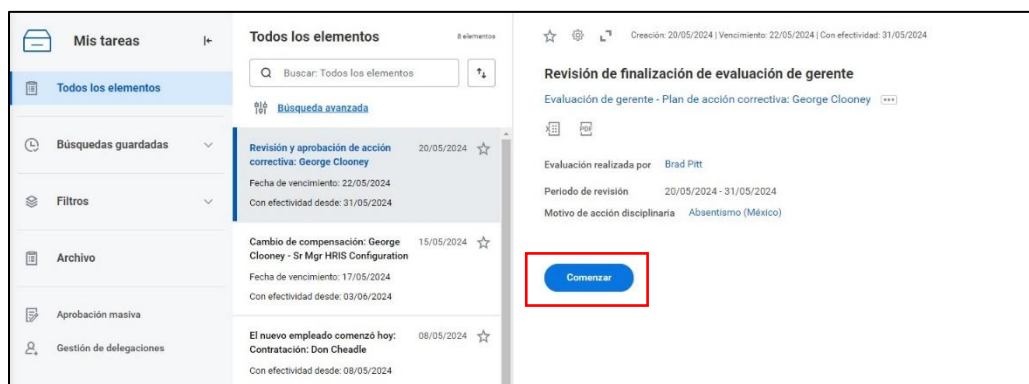 Mis tareas
Todos los elementos
Búsquedas guardadas
Filtros
Archivo
Aprobación masiva
Gestión de delegaciones
Todos los elementos
8 elementos
Buscar: Todos los elementos
Búsqueda avanzada
Revisión y aprobación de acción 20/05/2024
correctiva: George Clooney
Fecha de vencimiento: 22/05/2024
Con efectividad desde: 31/05/2024
Cambio de compensación: George 15/05/2024
Clooney - Sr Mgr HRIS Configuration
Fecha de vencimiento: 17/05/2024
Con efectividad desde: 03/06/2024
El nuevo empleado comenzó hoy: 08/05/2024
Contratación: Don Cheadle
Con efectividad desde: 08/05/2024
Creación: 20/05/2024 | Vencimiento: 22/05/2024 | Con efectividad: 31/05/2024
Revisión de finalización de evaluación de gerente
Evaluación de gerente - Plan de acción correctiva: George Clooney
PDF
Evaluación realizada por Brad Pitt
Periodo de revisión 20/05/2024 - 31/05/2024
Motivo de acción disciplinaria Absentismo (México)
Comenzar